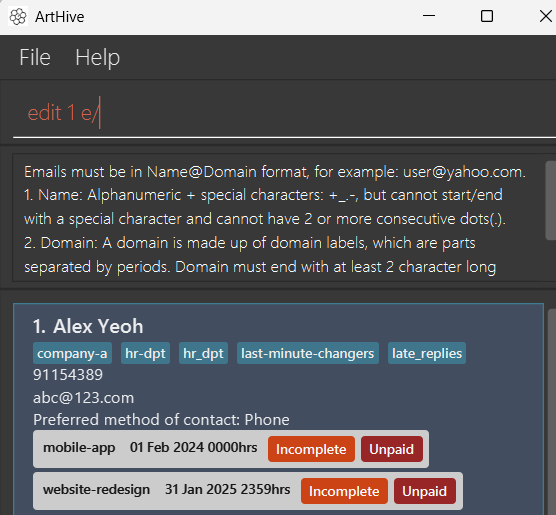 ArtHive
File Help
edit 1 e/
Emails must be in Name@Domain format, for example: user@yahoo.com.
1. Name: Alphanumeric + special characters: +_.-, but cannot start/end
with a special character and cannot have 2 or more consecutive dots(.).
2. Domain: A domain is made up of domain labels, which are parts
separated by periods. Domain must end with at least 2 character long
1. Alex Yeoh
company-a hr-dpt hr_dpt last-minute-changers late_replies
91154389
abc@123.com
Preferred method of contact: Phone
mobile-app 01 Feb 2024 0000hrs Incomplete Unpaid
website-redesign 31 Jan 2025 2359hrs Incomplete Unpaid